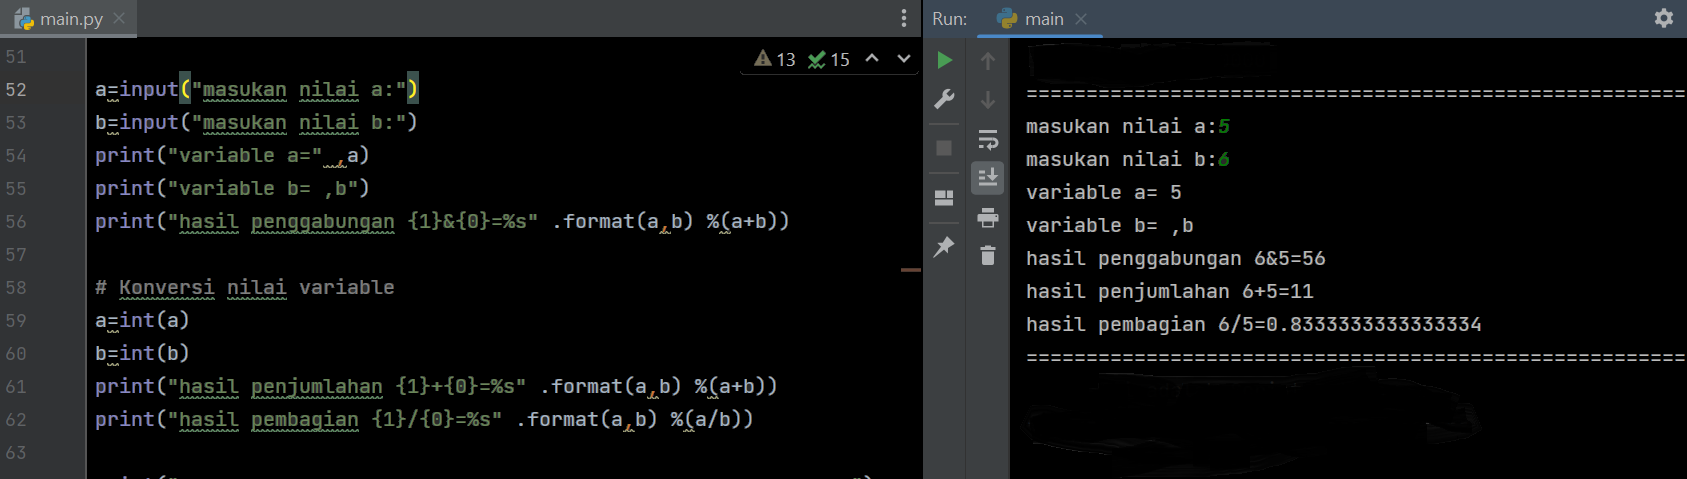 main.py
51
13 15
52 a=input("masukan nilai a:")
53 b=input("masukan nilai b:")
54 print("variable a=" ,a)
55 print("variable b= ,b")
56 print("hasil penggabungan {1}&{0}=%s" .format(a,b) %(a+b))
57
58 # Konversi nilai variable
59 a=int(a)
60 b=int(b)
61 print("hasil penjumlahan {1}+{0}=%s" .format(a,b) %(a+b))
62 print("hasil pembagian {1}/{0}=%s" .format(a,b) %(a/b))
63
Run: main
=======================================================
masukan nilai a:5
masukan nilai b:6
variable a= 5
variable b= ,b
hasil penggabungan 6&5=56
hasil penjumlahan 6+5=11
hasil pembagian 6/5=0.8333333333333334
=======================================================